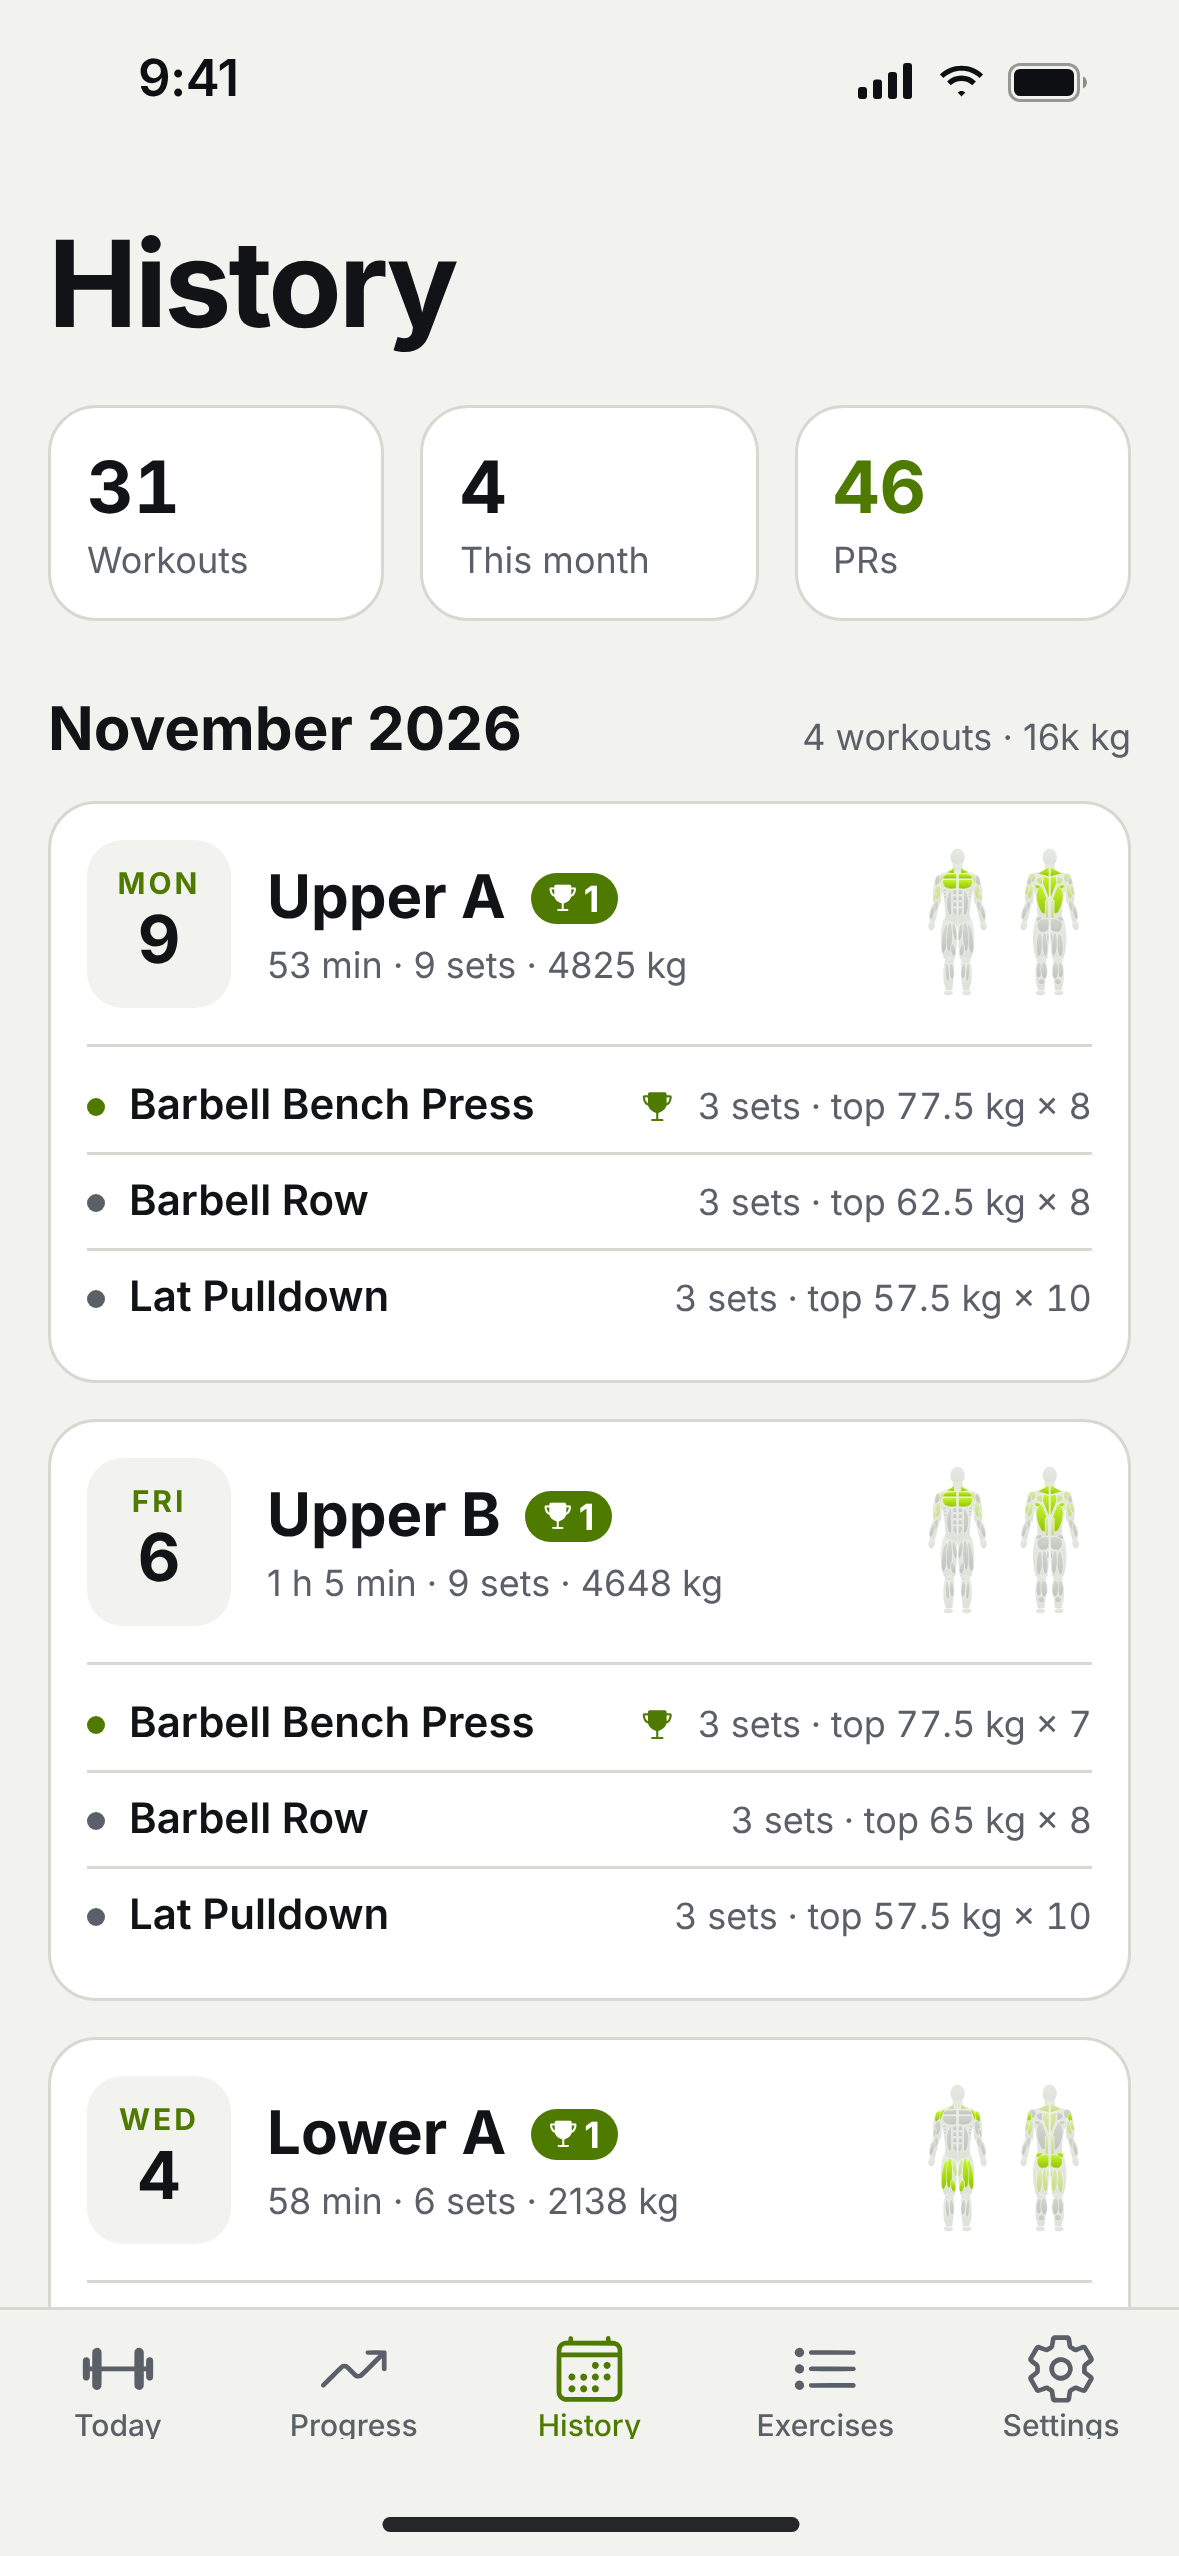 9:41
History
31
Workouts
4
This month
46
PRs
November 2026
4 workouts · 16k kg
MON
9
Upper A
1
53 min · 9 sets · 4825 kg
Barbell Bench Press
3 sets · top 77.5 kg × 8
Barbell Row
3 sets · top 62.5 kg × 8
Lat Pulldown
3 sets · top 57.5 kg × 10
FRI
6
Upper B
1
1 h 5 min · 9 sets · 4648 kg
Barbell Bench Press
3 sets · top 77.5 kg × 7
Barbell Row
3 sets · top 65 kg × 8
Lat Pulldown
3 sets · top 57.5 kg × 10
WED
4
Lower A
1
58 min · 6 sets · 2138 kg
Today
Progress
History
Exercises
Settings